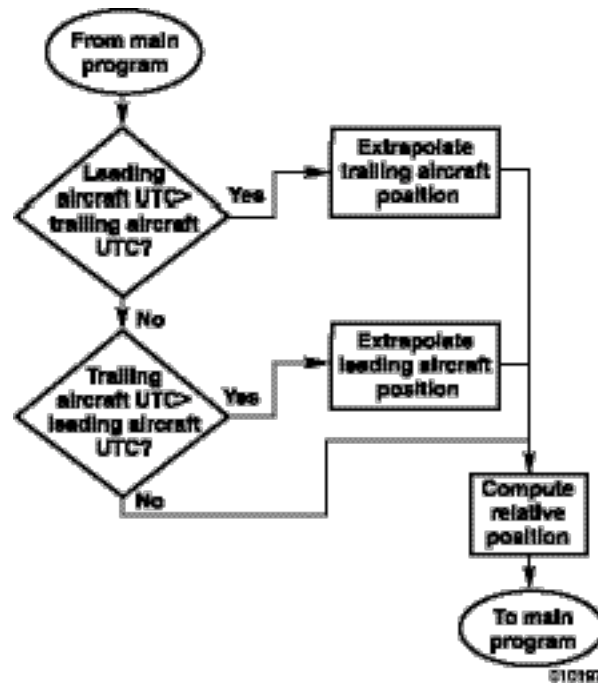 From main
program
Leading
aircraft UTC>
trailing aircraft
UTC?
Yes
Extrapolate
trailing aircraft
position
No
Trailing
aircraft UTC>
leading aircraft
UTC?
Yes
Extrapolate
leading aircraft
position
No
Compute
relative
position
To main
program
010197